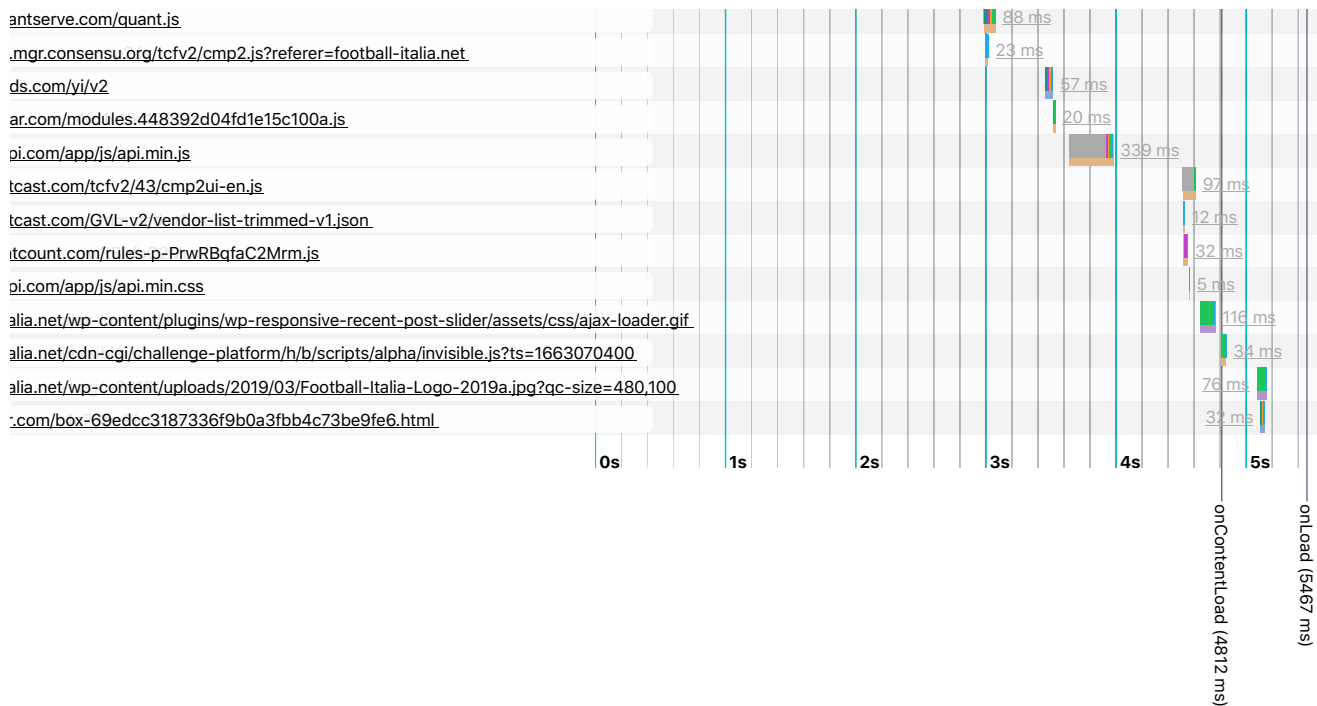 antserve.com/quant.js 88 ms
.mgr.consensu.org/tcfv2/cmp2.js?referer=football-italia.net 23 ms
ds.com/yi/v2 57 ms
ar.com/modules.448392d04fd1e15c100a.js 20 ms
pi.com/app/js/api.min.js 339 ms
tcast.com/tcfv2/43/cmp2ui-en.js 97 ms
tcast.com/GVL-v2/vendor-list-trimmed-v1.json 12 ms
ntcount.com/rules-p-PrwRBqfaC2Mrm.js 32 ms
pi.com/app/js/api.min.css 5 ms
alia.net/wp-content/plugins/wp-responsive-recent-post-slider/assets/css/ajax-loader.gif 116 ms
alia.net/cdn-cgi/challenge-platform/h/b/scripts/alpha/invisible.js?ts=1663070400 34 ms
alia.net/wp-content/uploads/2019/03/Football-Italia-Logo-2019a.jpg?qc-size=480,100 76 ms
r.com/box-69edcc3187336f9b0a3fbb4c73be9fe6.html 32 ms
0s 1s 2s 3s 4s 5s
onContentLoad (4812 ms)
onLoad (5467 ms)